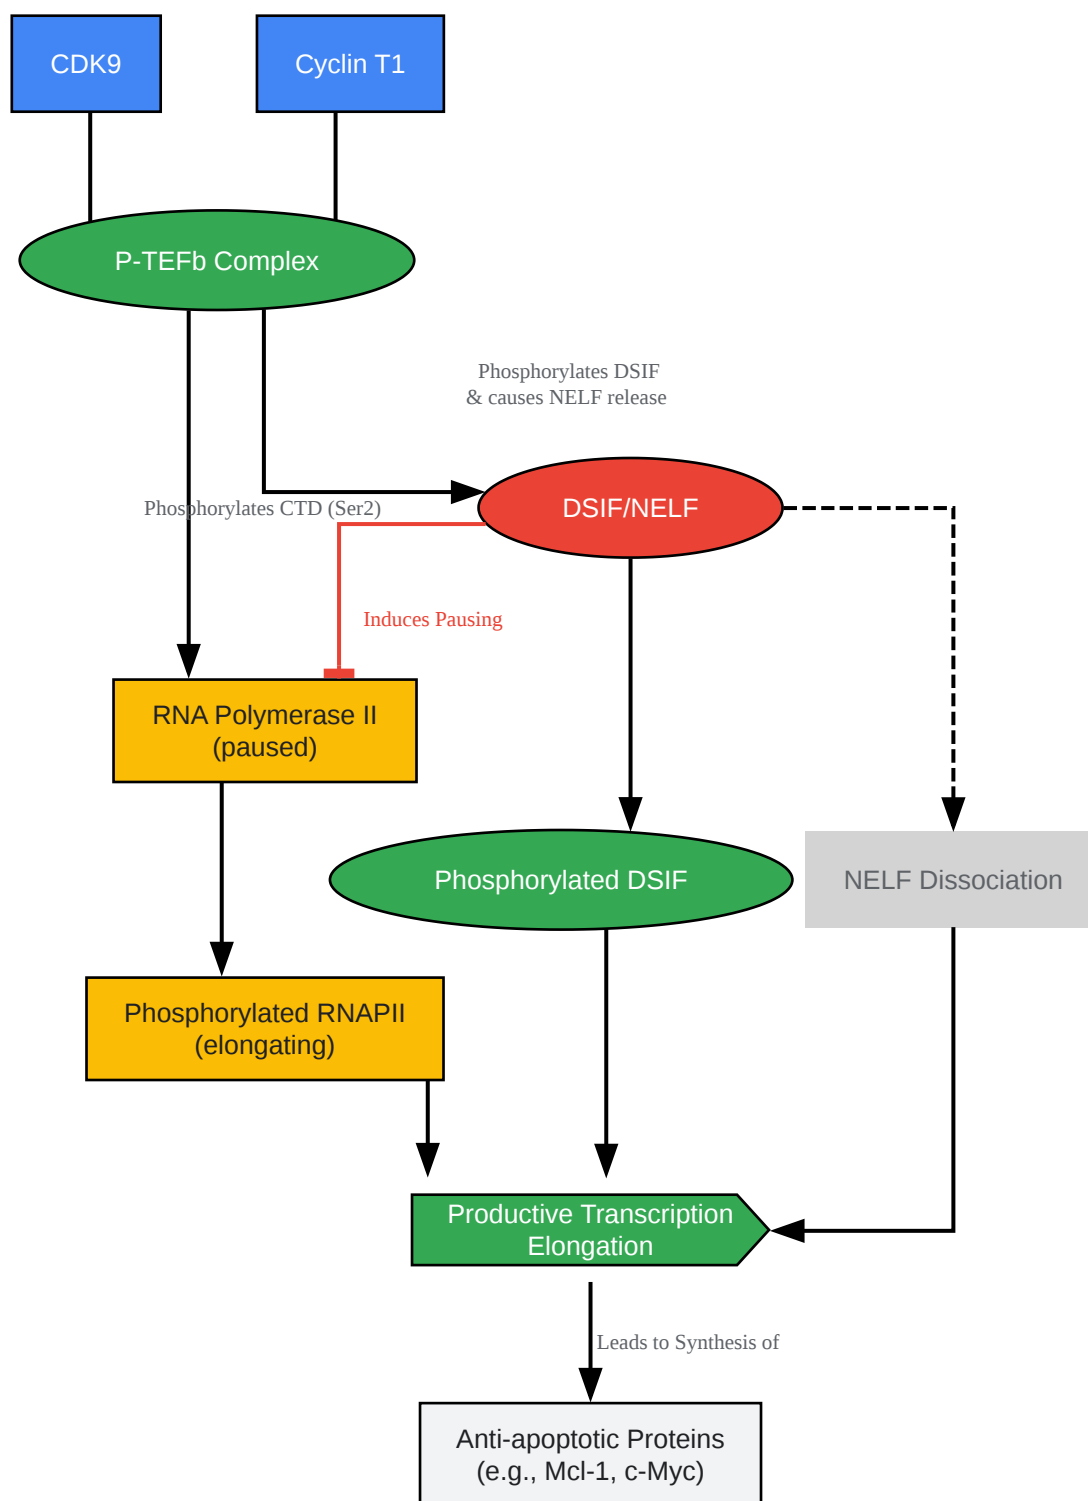 CDK9
Cyclin T1
P-TEFb Complex
Phosphorylates DSIF
& causes NELF release
Phosphorylates CTD (Ser2)
DSIF/NELF
Induces Pausing
RNA Polymerase II
(paused)
Phosphorylated DSIF
NELF Dissociation
Phosphorylated RNAPII
(elongating)
Productive Transcription
Elongation
Leads to Synthesis of
Anti-apoptotic Proteins
(e.g., Mcl-1, c-Myc)